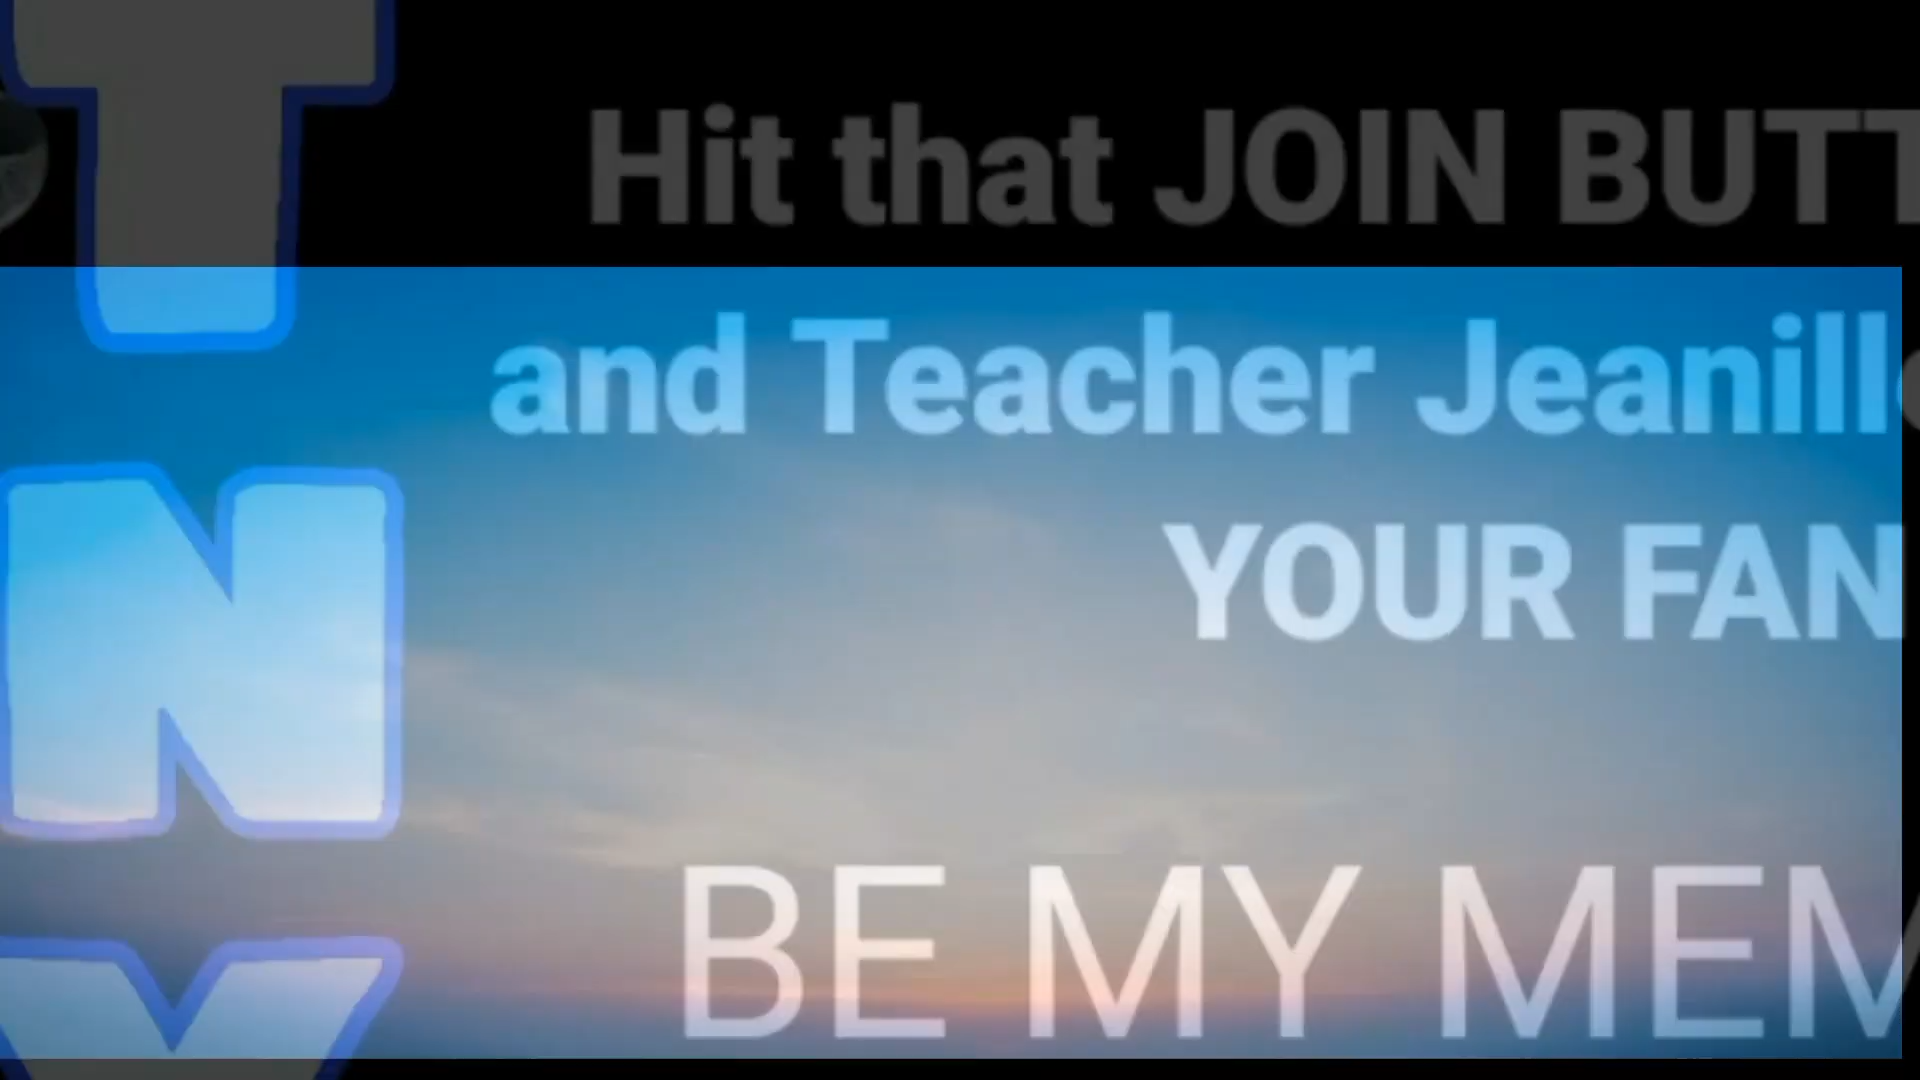 T
N
Y
Hit that JOIN BUTT
and Teacher Jeanill
YOUR FAN
BE MY MEM